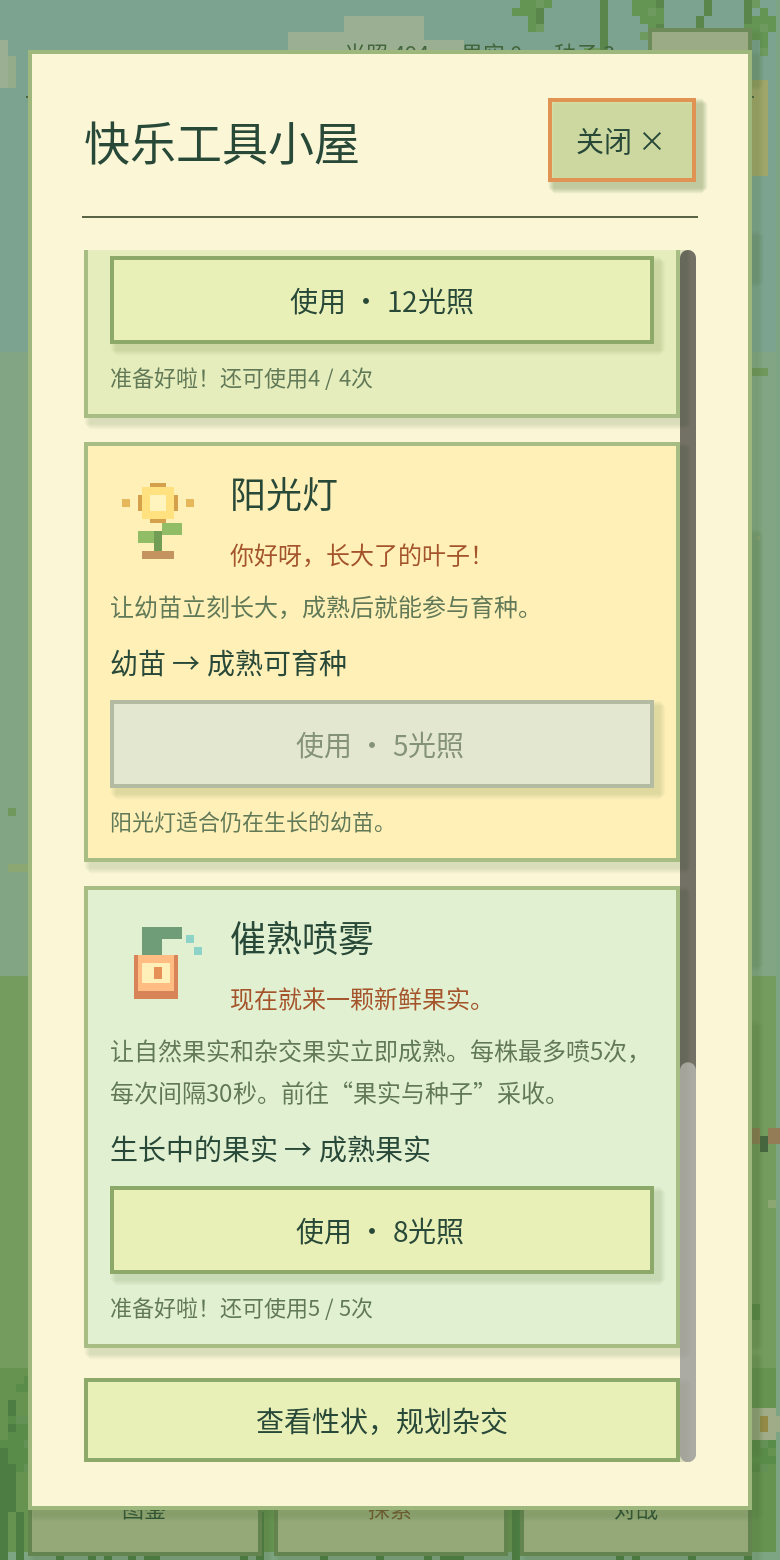 快乐工具小屋
关闭 ×
使用 · 12光照
准备好啦！还可使用4 / 4次
阳光灯
你好呀，长大了的叶子！
让幼苗立刻长大，成熟后就能参与育种。
幼苗 → 成熟可育种
使用 · 5光照
阳光灯适合仍在生长的幼苗。
催熟喷雾
现在就来一颗新鲜果实。
让自然果实和杂交果实立即成熟。每株最多喷5次，
每次间隔30秒。前往“果实与种子”采收。
生长中的果实 → 成熟果实
使用 · 8光照
准备好啦！还可使用5 / 5次
查看性状，规划杂交
图鉴
探索
对战